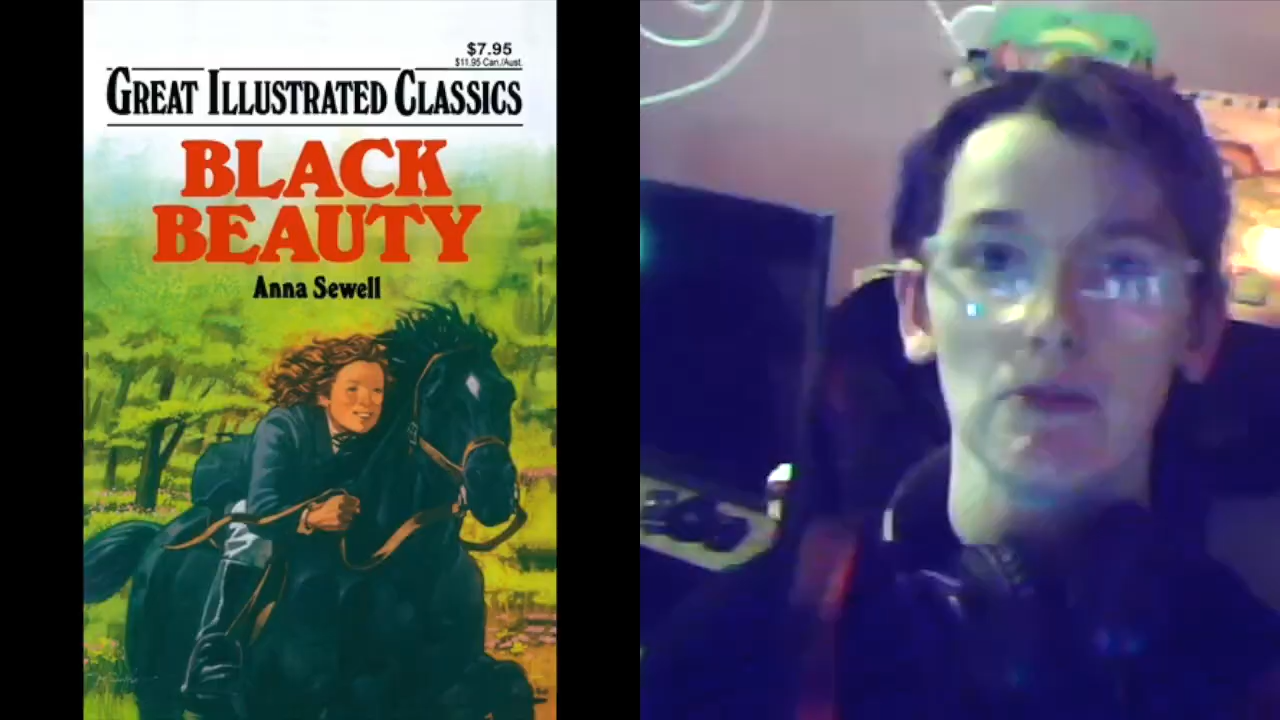 $7.95
$11.95 Can./Aust.
GREAT ILLUSTRATED CLASSICS
BLACK
BEAUTY
Anna Sewell